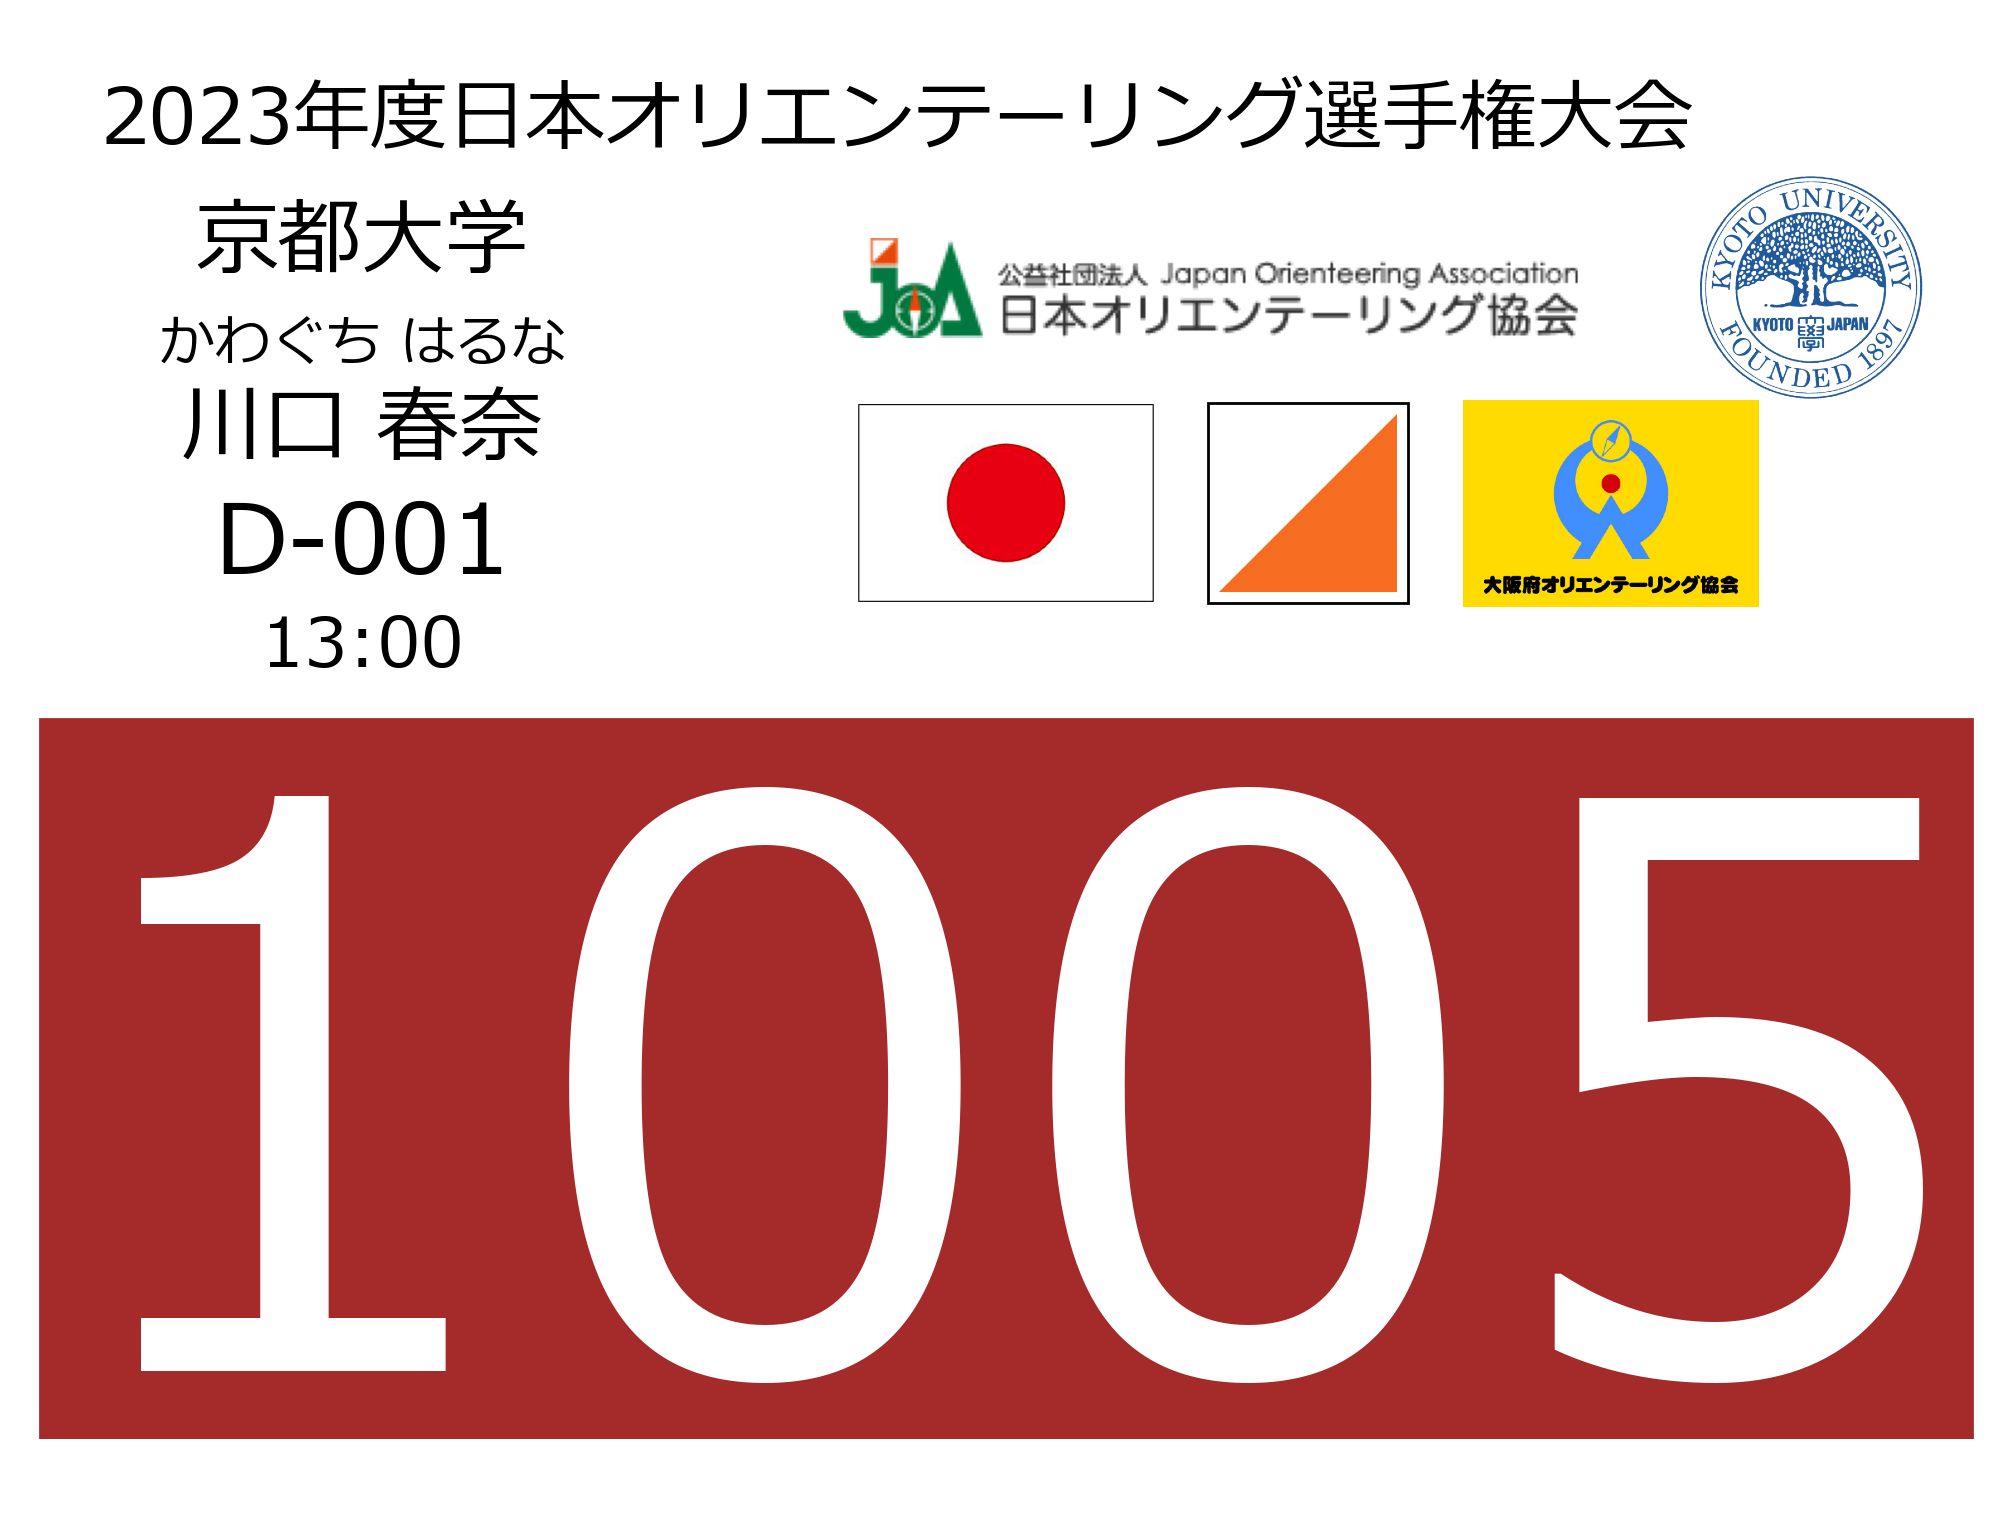 2023年度日本オリエンテーリング選手権大会
京都大学
かわぐち はるな
川口 春奈
D-001
13:00
JOA
公益社団法人 Japan Orienteering Association
日本オリエンテーリング協会
KYOTO UNIVERSITY
KYOTO 大學 JAPAN
FOUNDED 1897
大阪府オリエンテーリング協会
1005